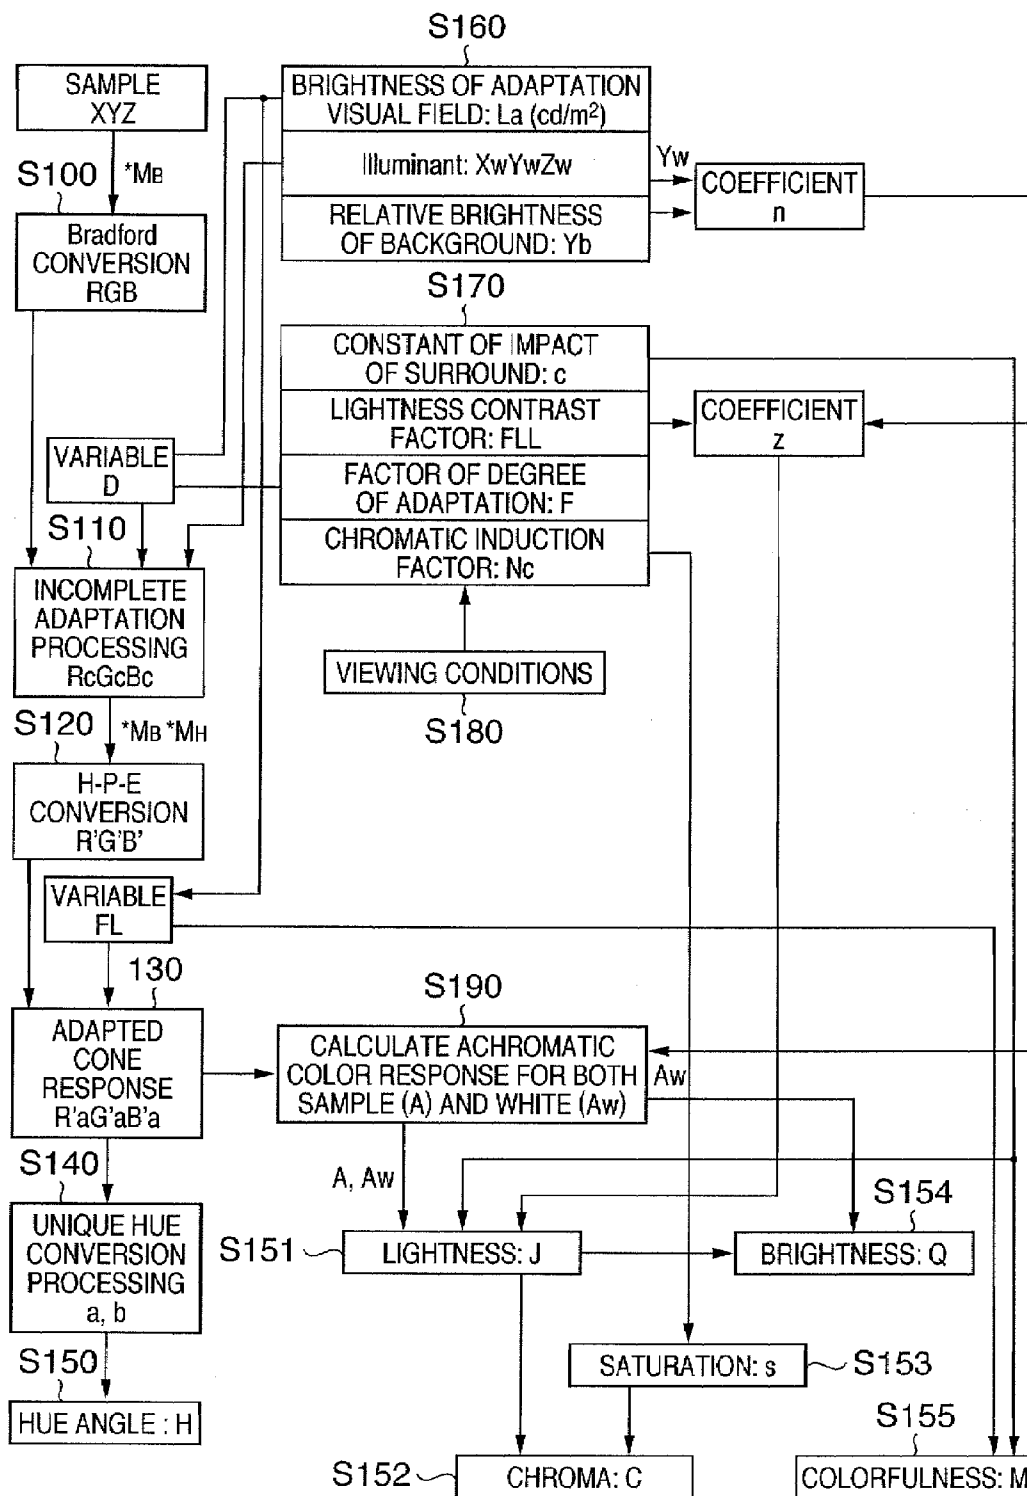 S160
SAMPLE
XYZ
BRIGHTNESS OF ADAPTATION
VISUAL FIELD: La (cd/m²)
S100
*MB
Illuminant: XwYwZw
Yw
COEFFICIENT
n
Bradford
CONVERSION
RGB
RELATIVE BRIGHTNESS
OF BACKGROUND: Yb
S170
CONSTANT OF IMPACT
OF SURROUND: c
LIGHTNESS CONTRAST
FACTOR: FLL
COEFFICIENT
z
VARIABLE
D
FACTOR OF DEGREE
OF ADAPTATION: F
S110
CHROMATIC INDUCTION
FACTOR: Nc
INCOMPLETE
ADAPTATION
PROCESSING
RcGcBc
VIEWING CONDITIONS
S180
S120
*MB *MH
H-P-E
CONVERSION
R'G'B'
VARIABLE
FL
130
S190
ADAPTED
CONE
RESPONSE
R'aG'aB'a
CALCULATE ACHROMATIC
COLOR RESPONSE FOR BOTH
SAMPLE (A) AND WHITE (Aw)
Aw
S140
A, Aw
S154
UNIQUE HUE
CONVERSION
PROCESSING
a, b
S151
LIGHTNESS: J
BRIGHTNESS: Q
S150
SATURATION: s
S153
HUE ANGLE : H
S155
S152
CHROMA: C
COLORFULNESS: M